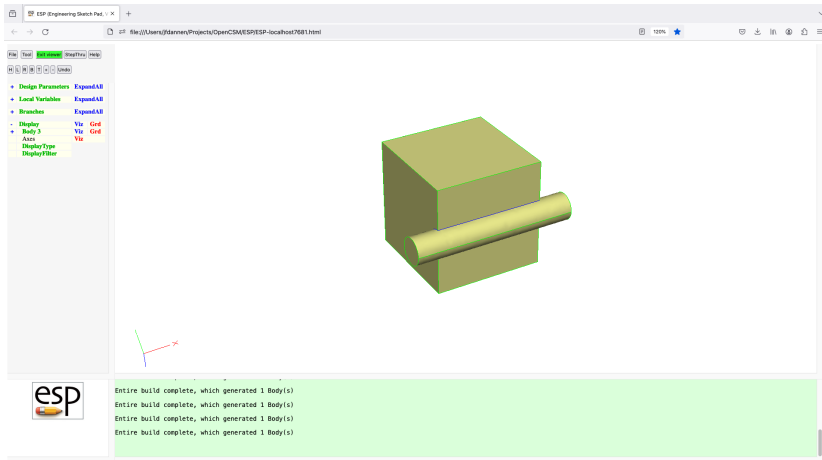 ESP (Engineering Sketch Pad, V
file:///Users/jfdannen/Projects/OpenCSM/ESP/ESP-localhost7681.html
120%
File Tool Exit viewer StepThru Help
H L R B T + - Undo
+ Design Parameters ExpandAll
+ Local Variables ExpandAll
+ Branches ExpandAll
- Display Viz Grd
+ Body 3 Viz Grd
Axes Viz
DisplayType
DisplayFilter
X
esp
Entire build complete, which generated 1 Body(s)
Entire build complete, which generated 1 Body(s)
Entire build complete, which generated 1 Body(s)
Entire build complete, which generated 1 Body(s)